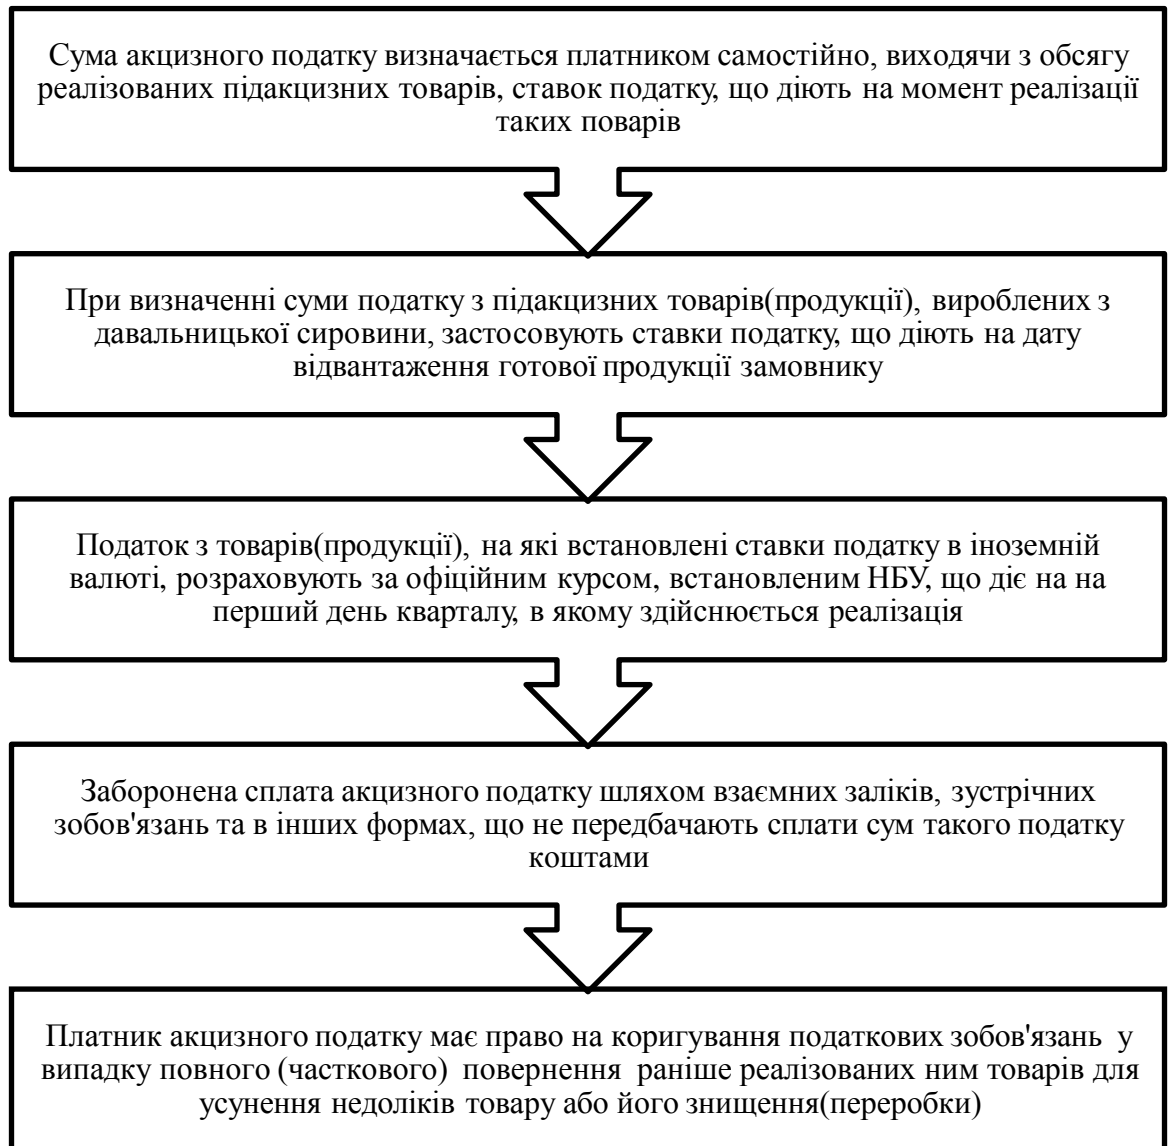 Сума акцизного податку визначається платником самостійно, виходячи з обсягу
реалізованих підакцизних товарів, ставок податку, що діють на момент реалізації
таких поварів
При визначенні суми податку з підакцизних товарів(продукції), вироблених з
давальницької сировини, застосовують ставки податку, що діють на дату
відвантаження готової продукції замовнику
Податок з товарів(продукції), на які встановлені ставки податку в іноземній
валюті, розраховують за офіційним курсом, встановленим НБУ, що діє на на
перший день кварталу, в якому здійснюється реалізація
Заборонена сплата акцизного податку шляхом взаємних заліків, зустрічних
зобов'язань та в інших формах, що не передбачають сплати сум такого податку
коштами
Платник акцизного податку має право на коригування податкових зобов'язань у
випадку повного (часткового) повернення раніше реалізованих ним товарів для
усунення недоліків товару або його знищення(переробки)